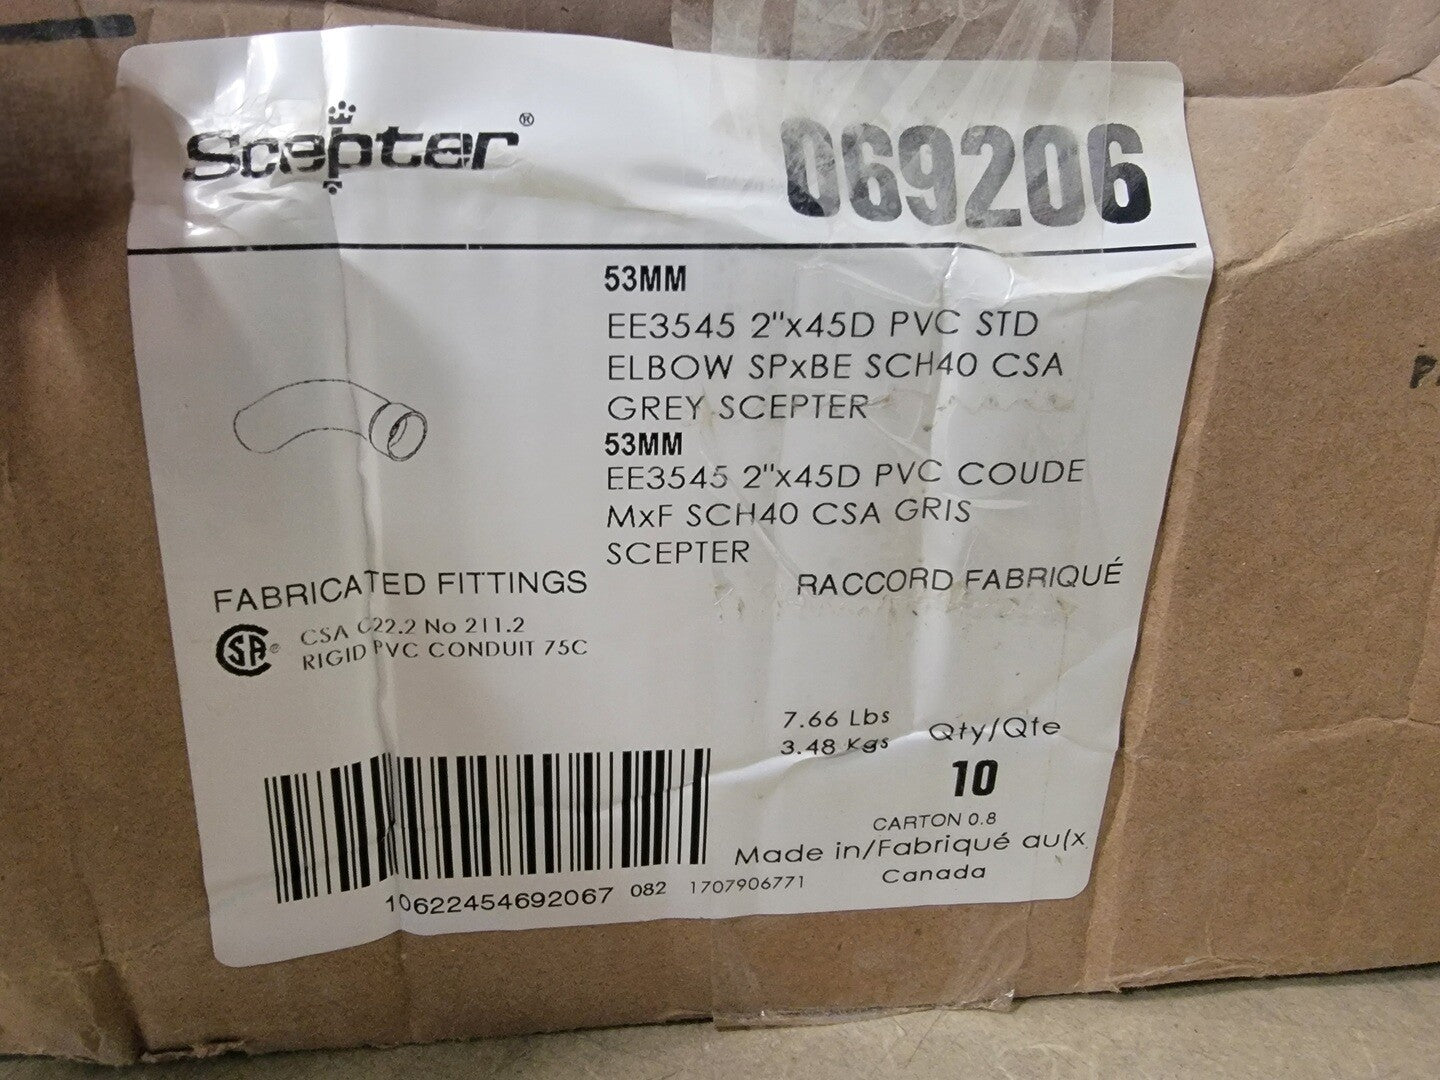 Scepter®
069206
53MM
EE3545 2"x45D PVC STD
ELBOW SPxBE SCH40 CSA
GREY SCEPTER
53MM
EE3545 2"x45D PVC COUDE
MxF SCH40 CSA GRIS
SCEPTER
FABRICATED FITTINGS
RACCORD FABRIQUÉ
CSA®
CSA C22.2 No 211.2
RIGID PVC CONDUIT 75C
7.66 Lbs
3.48 Kgs
Qty/Qte
10
CARTON 0.8
Made in/Fabriqué au(x
Canada
10622454692067 082 1707906771